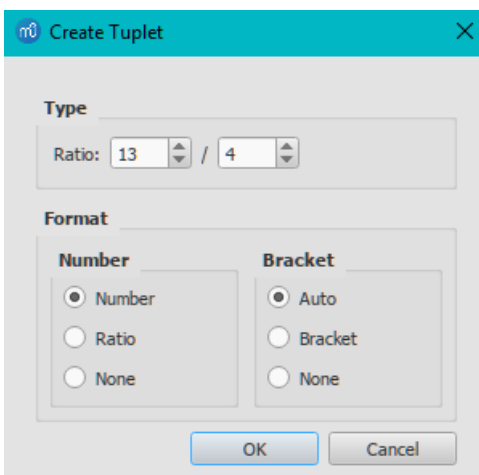 Create Tuplet
Type
Ratio: 13 / 4
Format
Number Bracket
Number Auto
Ratio Bracket
None None
OK Cancel